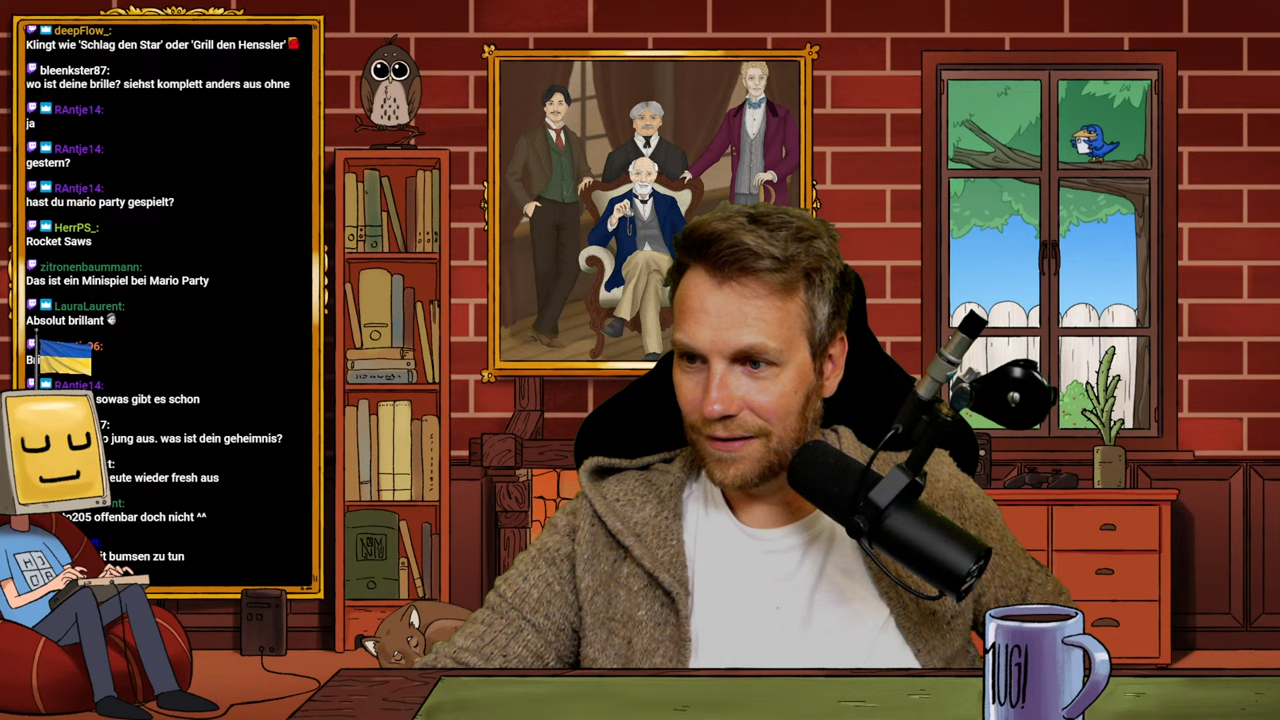 deepFlow_:
Klingt wie 'Schlag den Star' oder 'Grill den Henssler'
bleenkster87:
wo ist deine brille? siehst komplett anders aus ohne
RAntje14:
ja
RAntje14:
gestern?
RAntje14:
hast du mario party gespielt?
HerrPS_:
Rocket Saws
zitronenbaummann:
Das ist ein Minispiel bei Mario Party
LauraLaurent:
Absolut brillant
RAntje14:
sowas gibt es schon
jung aus. was ist dein geheimnis?
eute wieder fresh aus
offenbar doch nicht ^^
bumsen zu tun
MUG!